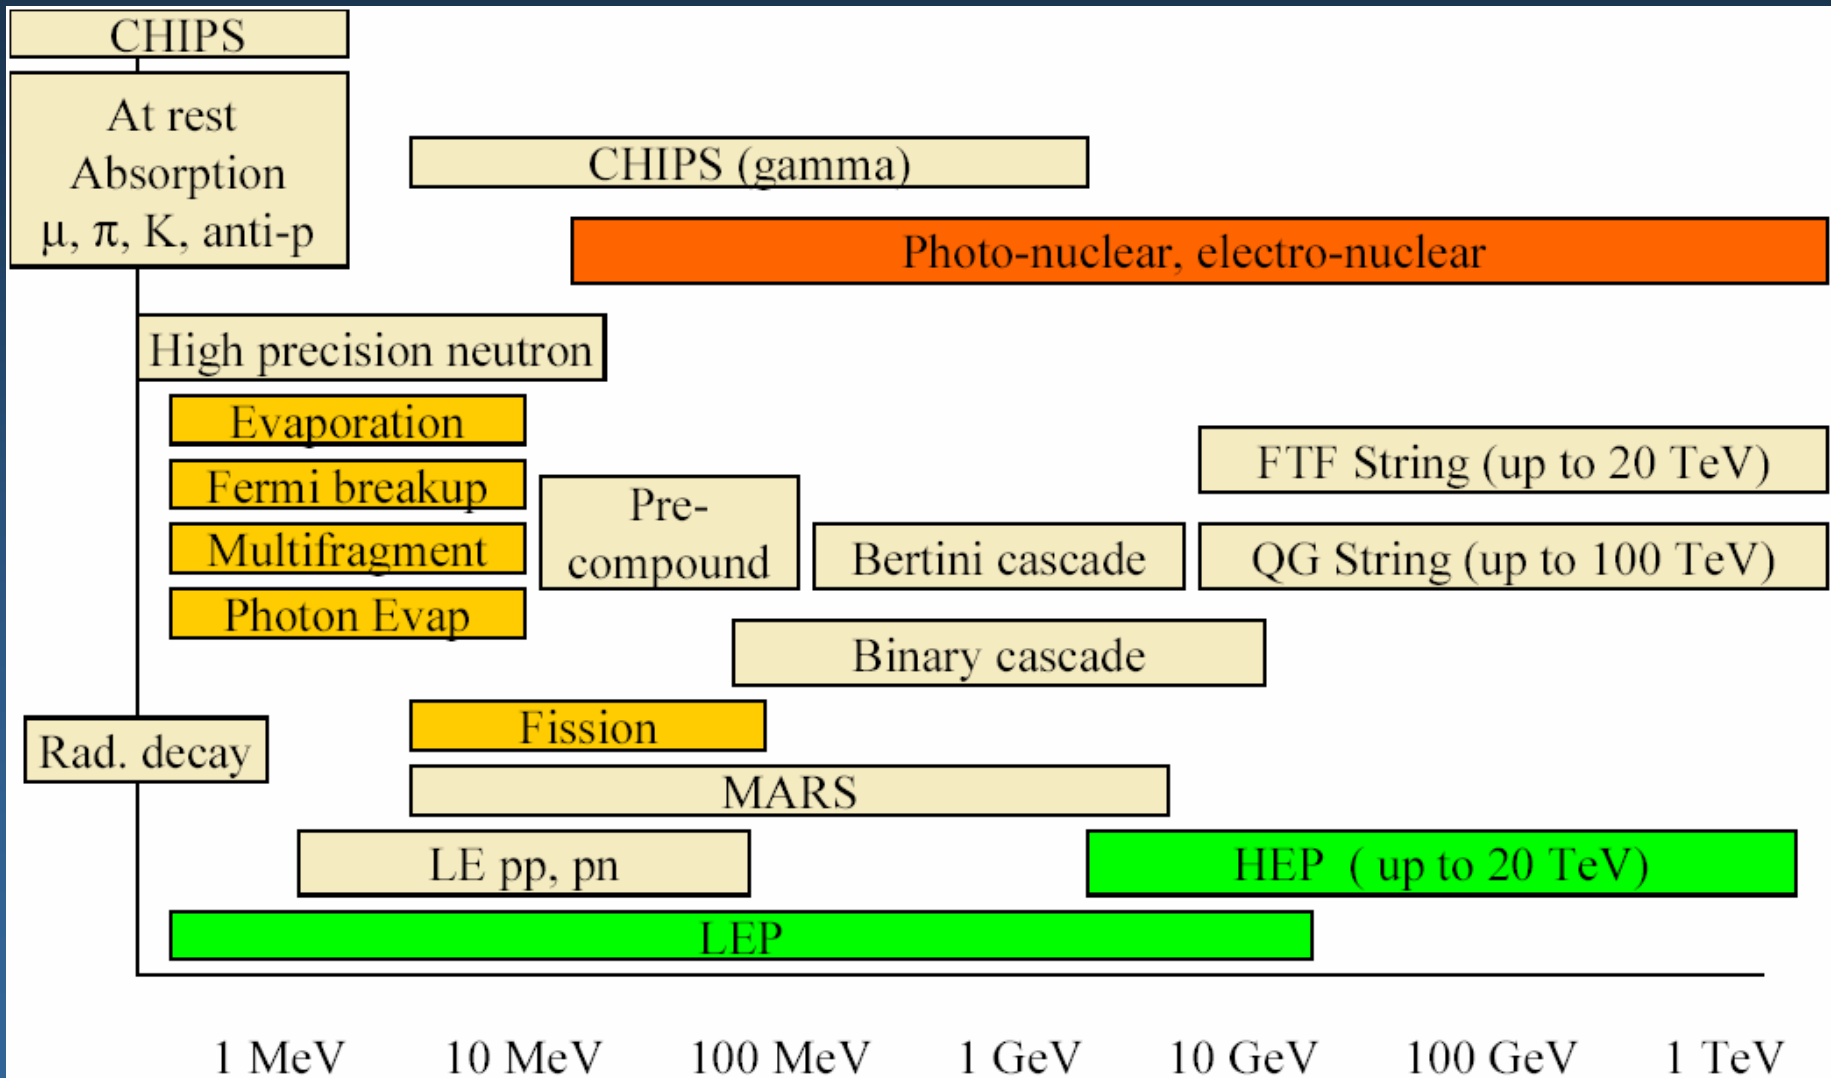 CHIPS
At rest
Absorption
μ, π, K, anti-p
CHIPS (gamma)
Photo-nuclear, electro-nuclear
High precision neutron
Evaporation
Fermi breakup
Multifragment
Photon Evap
Pre-
compound
Bertini cascade
FTF String (up to 20 TeV)
QG String (up to 100 TeV)
Binary cascade
Fission
Rad. decay
MARS
LE pp, pn
HEP ( up to 20 TeV)
LEP
1 MeV 10 MeV 100 MeV 1 GeV 10 GeV 100 GeV 1 TeV